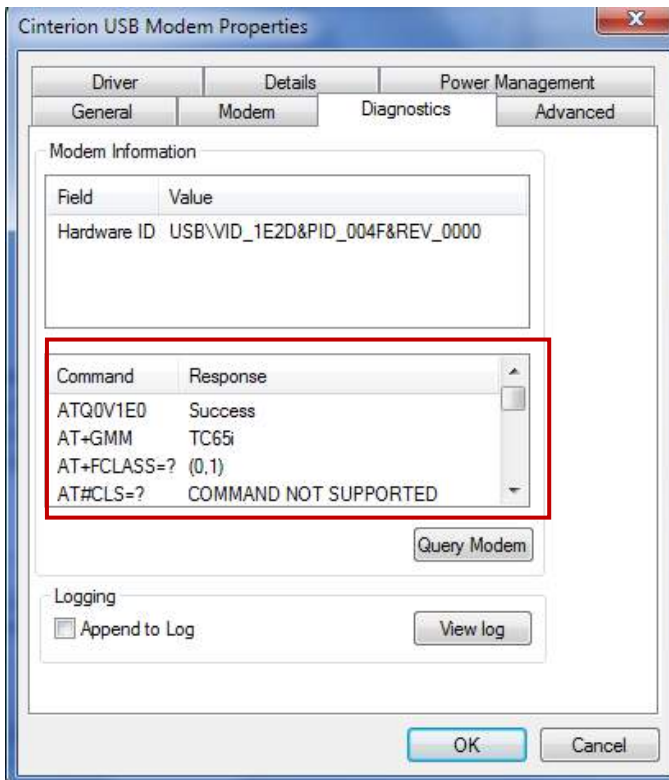 Cinterion USB Modem Properties
Driver Details Power Management
General Modem Diagnostics Advanced
Modem Information
Field Value
Hardware ID USB\VID_1E2D&PID_004F&REV_0000
Command Response
ATQ0V1E0 Success
AT+GMM TC65i
AT+FCLASS=? (0,1)
AT#CLS=? COMMAND NOT SUPPORTED
Query Modem
Logging
Append to Log View log
OK Cancel